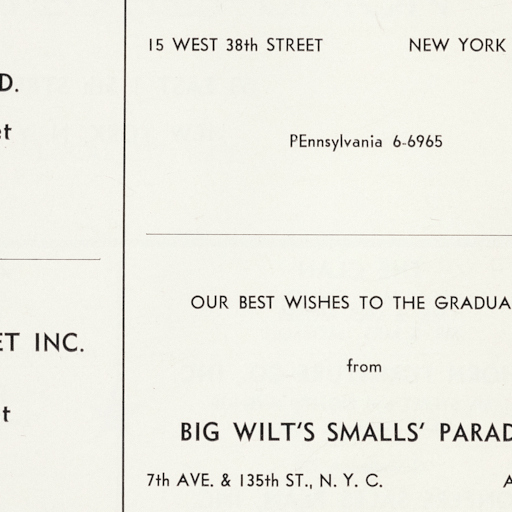 D.
et
ET INC.
t
15 WEST 38th STREET NEW YORK
PEnnsylvania 6-6965
OUR BEST WISHES TO THE GRADUA
from
BIG WILT'S SMALLS' PARAD
7th AVE. & 135th ST., N. Y. C. A